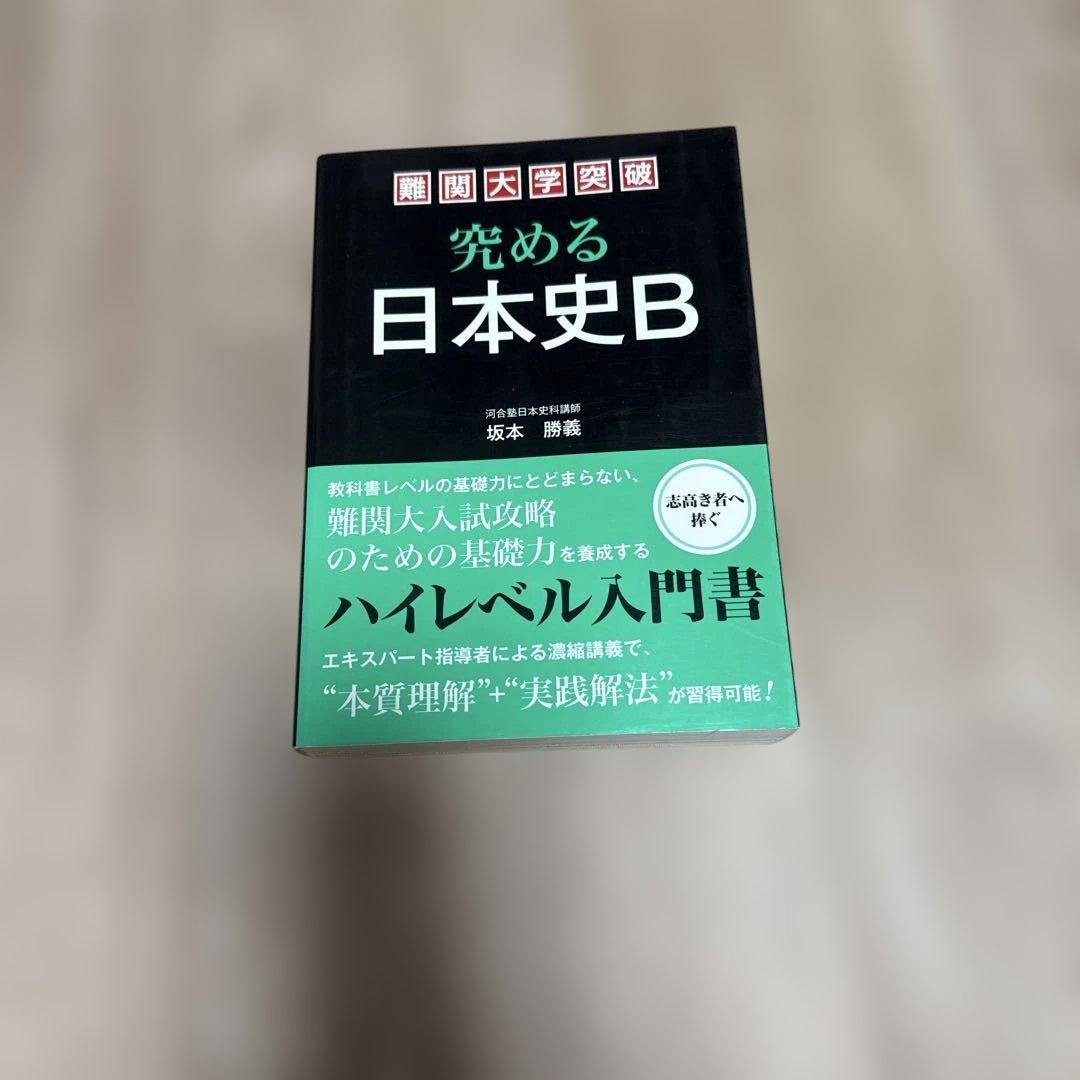 難関大学突破
究める
日本史B
河合塾日本史科講師
坂本 勝義
教科書レベルの基礎力にとどまらない、
難関大入試攻略
のための基礎力を養成する
志高き者へ
捧ぐ
ハイレベル入門書
エキスパート指導者による濃縮講義で、
“本質理解”+“実践解法”が習得可能!